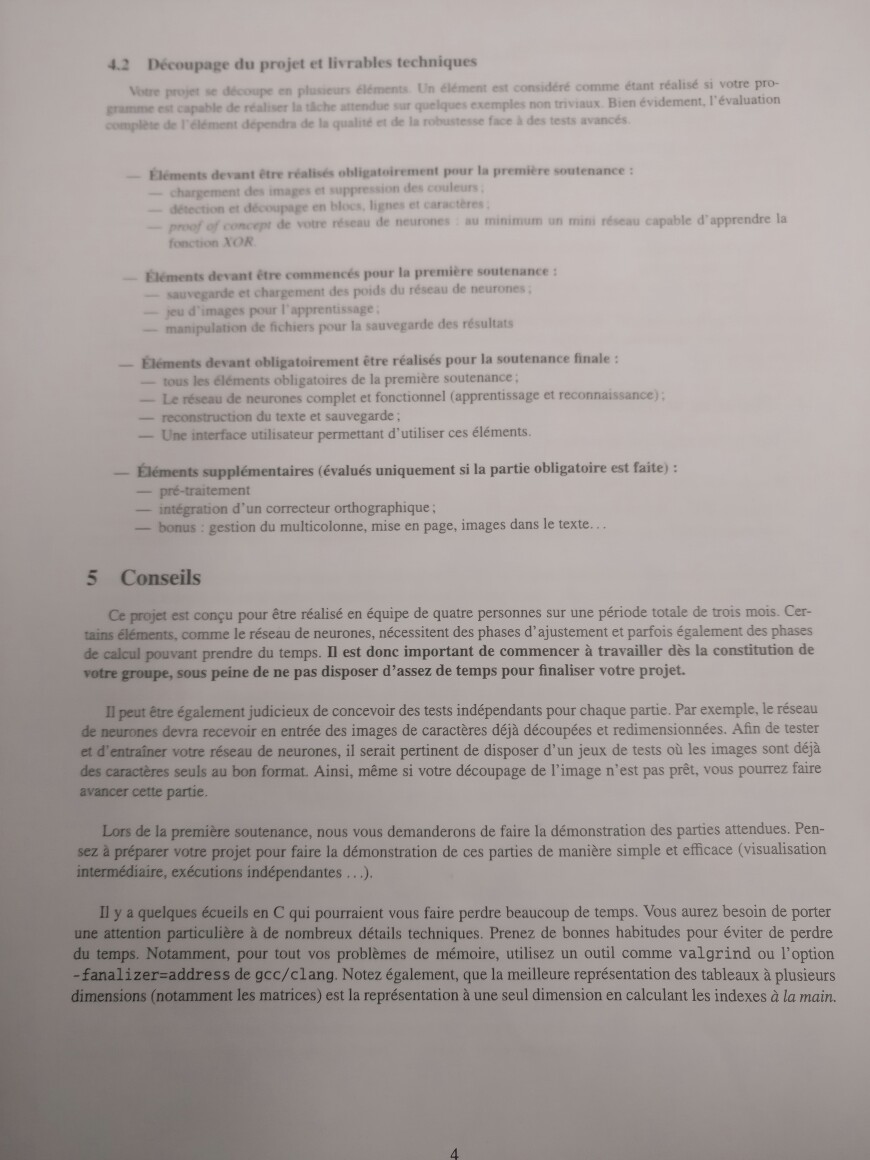 4.2 Découpage du projet et livrables techniques
Votre projet se découpe en plusieurs éléments. Un élément est considéré comme étant réalisé si votre pro-
gramme est capable de réaliser la tâche attendue sur quelques exemples non triviaux. Bien évidement, l'évaluation
complète de l'élément dépendra de la qualité et de la robustesse face à des tests avancés.
— Éléments devant être réalisés obligatoirement pour la première soutenance :
— chargement des images et suppression des couleurs ;
— détection et découpage en blocs, lignes et caractères ;
— proof of concept de votre réseau de neurones : au minimum un mini réseau capable d'apprendre la
fonction XOR.
— Éléments devant être commencés pour la première soutenance :
— sauvegarde et chargement des poids du réseau de neurones ;
— jeu d'images pour l'apprentissage ;
— manipulation de fichiers pour la sauvegarde des résultats
— Éléments devant obligatoirement être réalisés pour la soutenance finale :
— tous les éléments obligatoires de la première soutenance ;
— Le réseau de neurones complet et fonctionnel (apprentissage et reconnaissance) ;
— reconstruction du texte et sauvegarde ;
— Une interface utilisateur permettant d'utiliser ces éléments.
— Éléments supplémentaires (évalués uniquement si la partie obligatoire est faite) :
— pré-traitement
— intégration d'un correcteur orthographique ;
— bonus : gestion du multicolonne, mise en page, images dans le texte...
5 Conseils
Ce projet est conçu pour être réalisé en équipe de quatre personnes sur une période totale de trois mois. Cer-
tains éléments, comme le réseau de neurones, nécessitent des phases d'ajustement et parfois également des phases
de calcul pouvant prendre du temps. Il est donc important de commencer à travailler dès la constitution de
votre groupe, sous peine de ne pas disposer d'assez de temps pour finaliser votre projet.
Il peut être également judicieux de concevoir des tests indépendants pour chaque partie. Par exemple, le réseau
de neurones devra recevoir en entrée des images de caractères déjà découpées et redimensionnées. Afin de tester
et d'entraîner votre réseau de neurones, il serait pertinent de disposer d'un jeux de tests où les images sont déjà
des caractères seuls au bon format. Ainsi, même si votre découpage de l'image n'est pas prêt, vous pourrez faire
avancer cette partie.
Lors de la première soutenance, nous vous demanderons de faire la démonstration des parties attendues. Pen-
sez à préparer votre projet pour faire la démonstration de ces parties de manière simple et efficace (visualisation
intermédiaire, exécutions indépendantes ...).
Il y a quelques écueils en C qui pourraient vous faire perdre beaucoup de temps. Vous aurez besoin de porter
une attention particulière à de nombreux détails techniques. Prenez de bonnes habitudes pour éviter de perdre
du temps. Notamment, pour tout vos problèmes de mémoire, utilisez un outil comme valgrind ou l'option
-fanalizer=address de gcc/clang. Notez également, que la meilleure représentation des tableaux à plusieurs
dimensions (notamment les matrices) est la représentation à une seul dimension en calculant les indexes à la main.
4